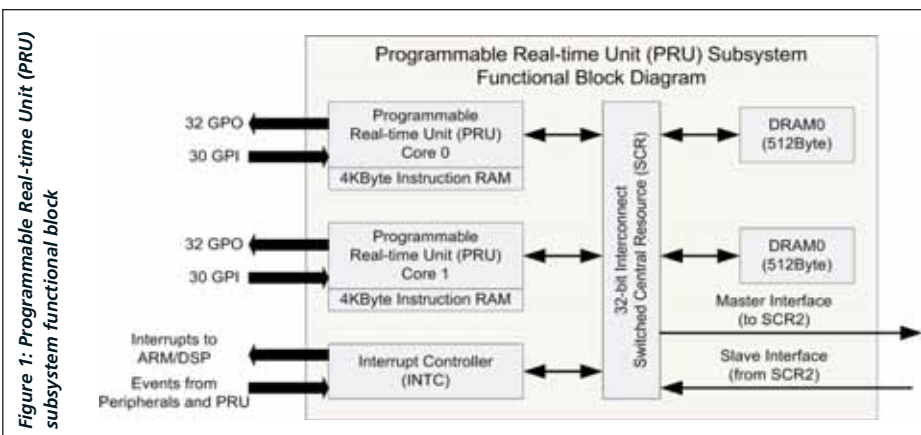 Figure 1: Programmable Real-time Unit (PRU)
subsystem functional block
Programmable Real-time Unit (PRU) Subsystem
Functional Block Diagram
32 GPO
30 GPI
Programmable
Real-time Unit (PRU)
Core 0
4KByte Instruction RAM
32 GPO
30 GPI
Programmable
Real-time Unit (PRU)
Core 1
4KByte Instruction RAM
Interrupts to
ARM/DSP
Events from
Peripherals and PRU
Interrupt Controller
(INTC)
32-bit Interconnect
Switched Central Resource (SCR)
DRAM0
(512Byte)
DRAM0
(512Byte)
Master Interface
(to SCR2)
Slave Interface
(from SCR2)